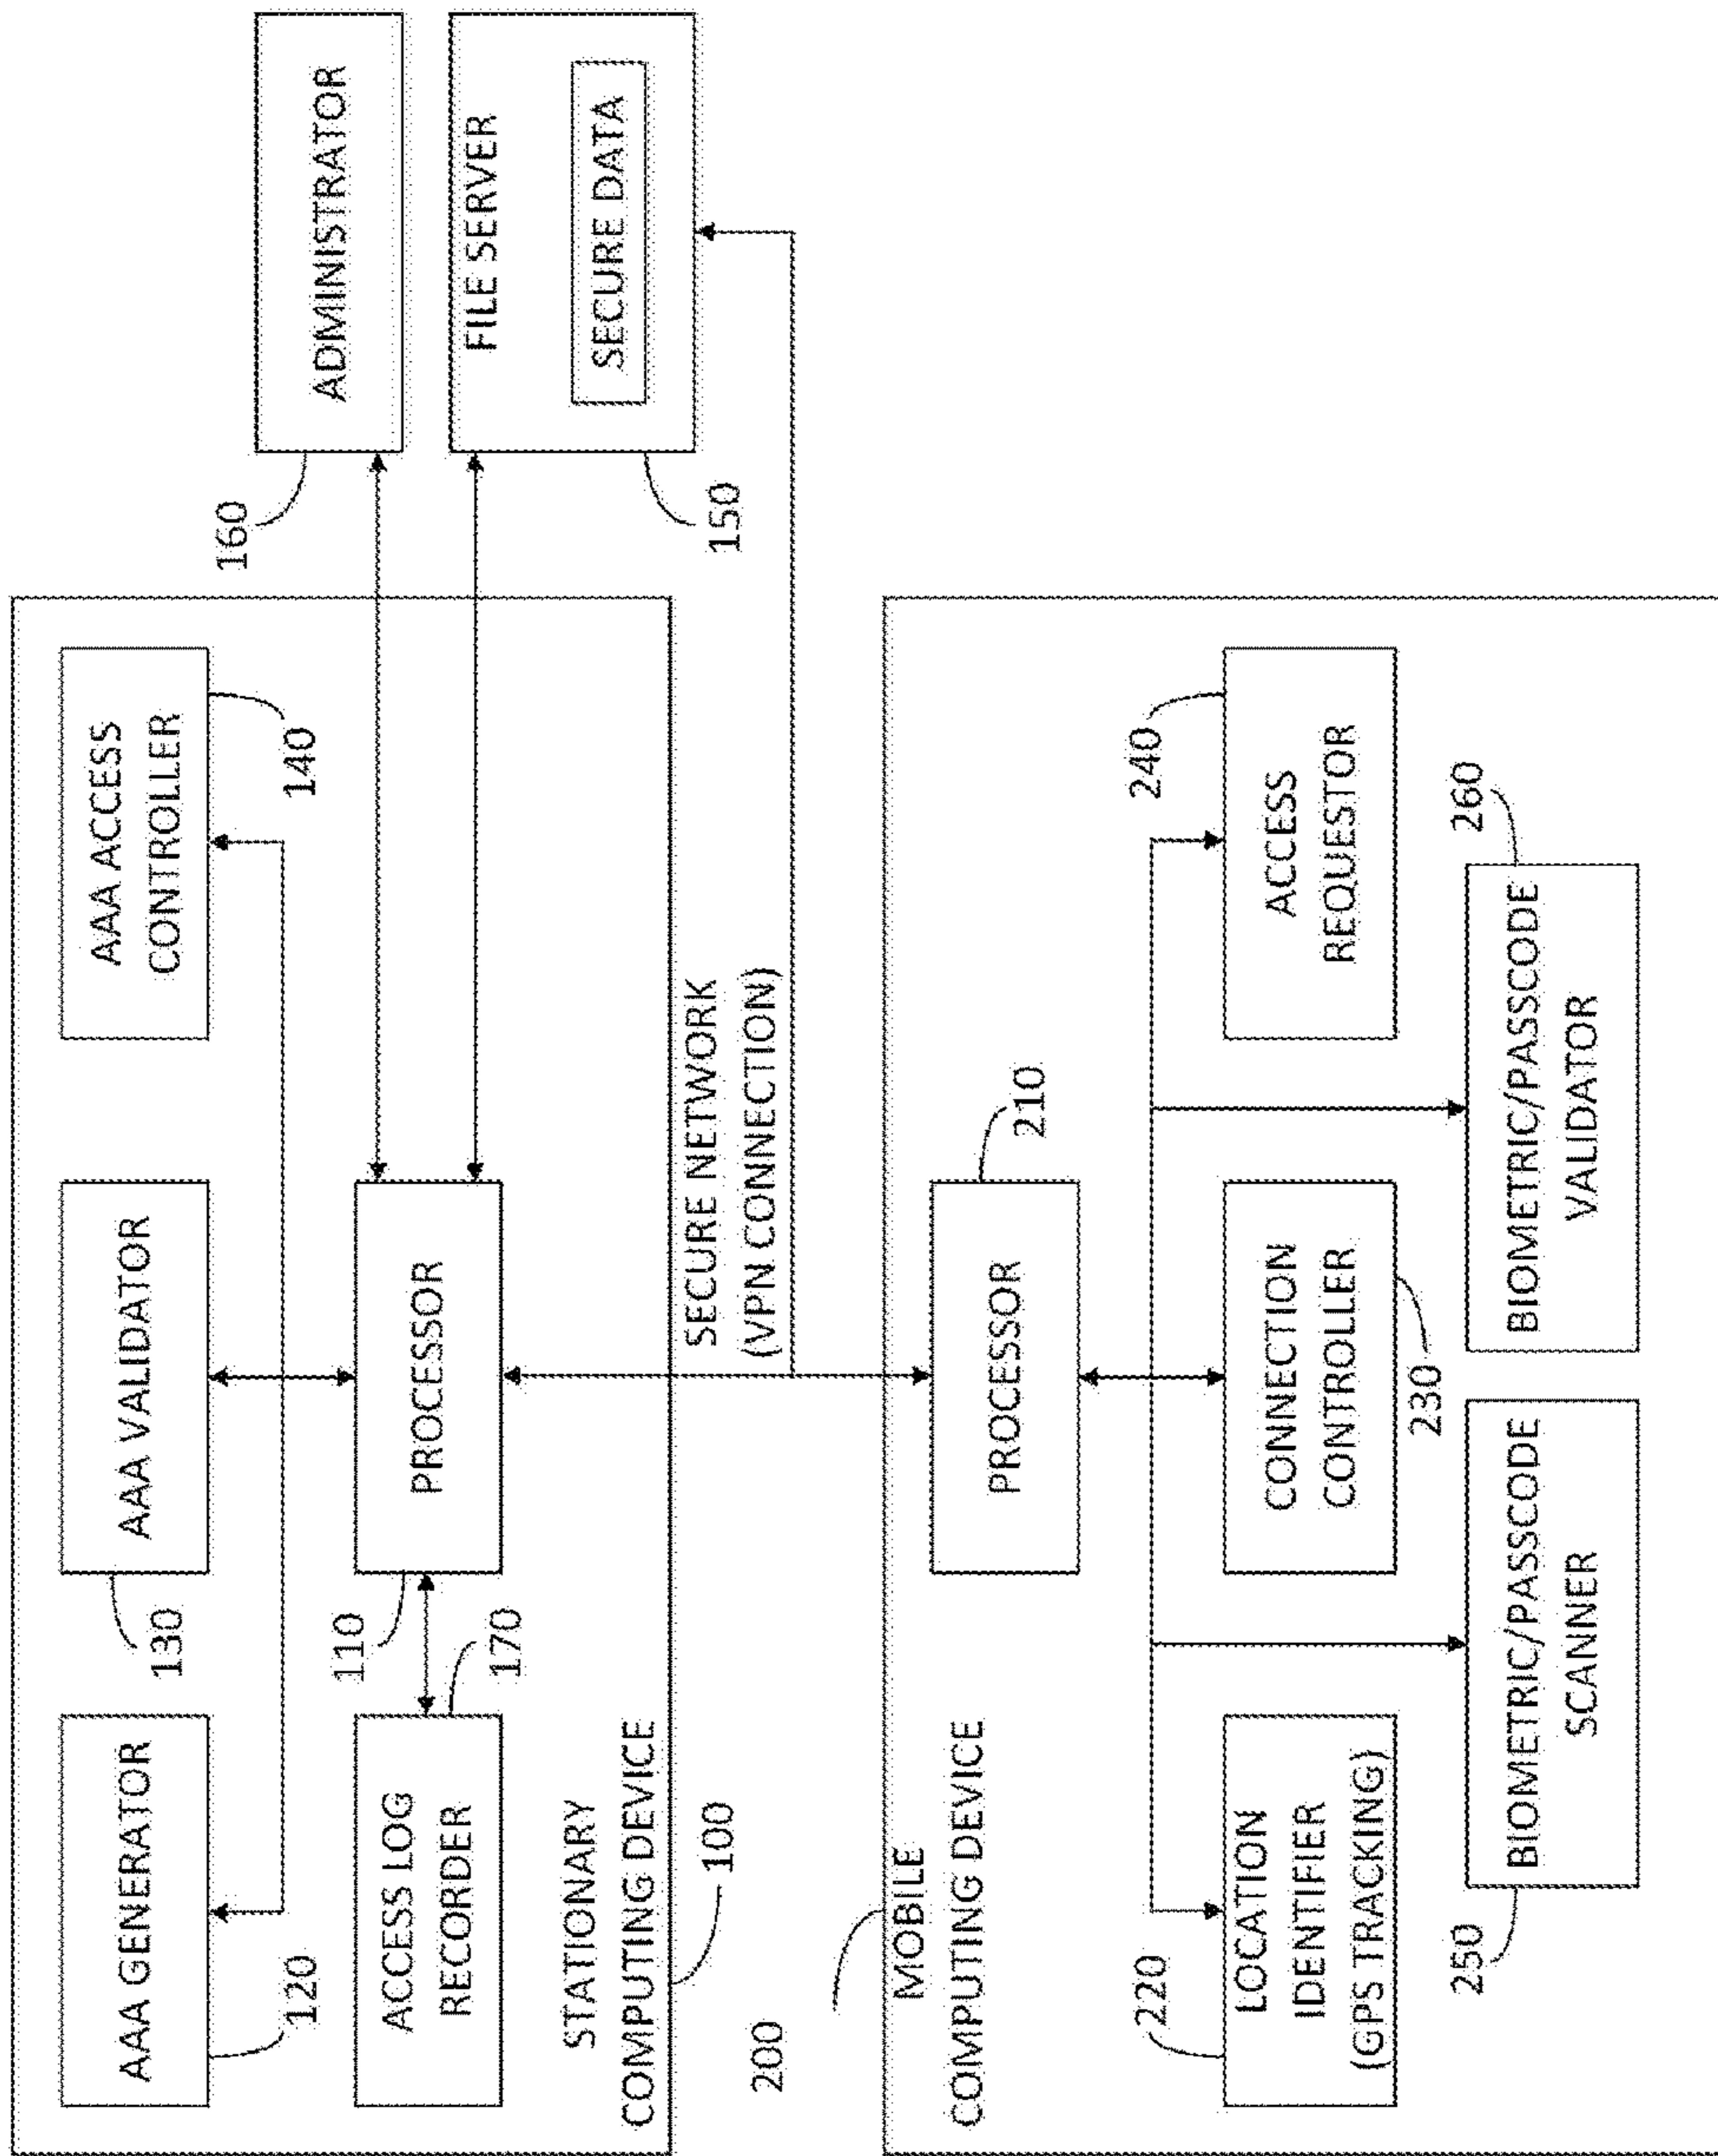 AAA GENERATOR
120
AAA VALIDATOR
130
AAA ACCESS
CONTROLLER
140
ACCESS LOG
RECORDER
170
PROCESSOR
110
STATIONARY
COMPUTING DEVICE
100
160
ADMINISTRATOR
FILE SERVER
SECURE DATA
150
SECURE NETWORK
(VPN CONNECTION)
200
MOBILE
COMPUTING DEVICE
PROCESSOR
210
220
LOCATION
IDENTIFIER
(GPS TRACKING)
CONNECTION
CONTROLLER
230
240
ACCESS
REQUESTOR
250
BIOMETRIC/PASSCODE
SCANNER
260
BIOMETRIC/PASSCODE
VALIDATOR